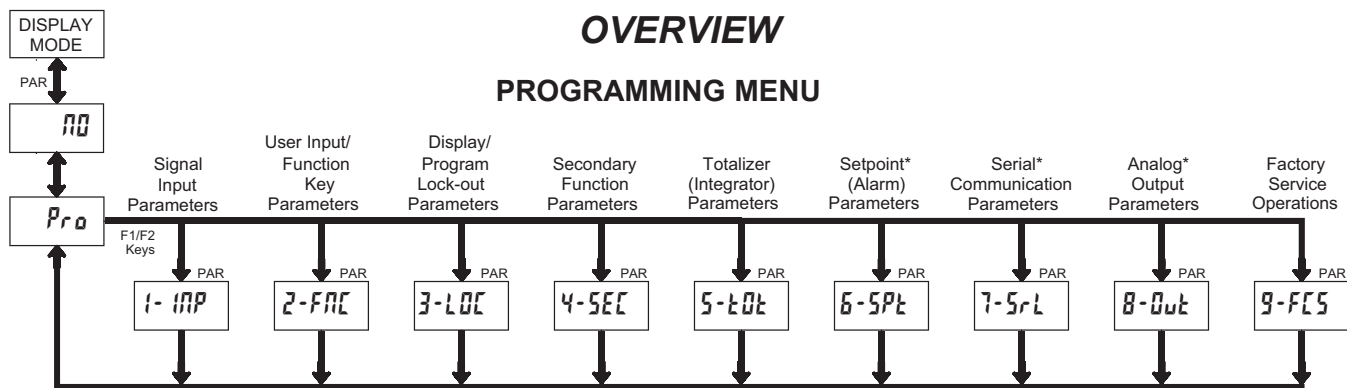 OVERVIEW
PROGRAMMING MENU
DISPLAY
MODE
PAR
NO
Pro
F1/F2
Keys
Signal
Input
Parameters
User Input/
Function
Key
Parameters
Display/
Program
Lock-out
Parameters
Secondary
Function
Parameters
Totalizer
(Integrator)
Parameters
Setpoint*
(Alarm)
Parameters
Serial*
Communication
Parameters
Analog*
Output
Parameters
Factory
Service
Operations
PAR
PAR
PAR
PAR
PAR
PAR
PAR
PAR
PAR
1-INP
2-FNC
3-LOC
4-SEC
5-tOt
6-SPt
7-SrL
8-Out
9-FCS